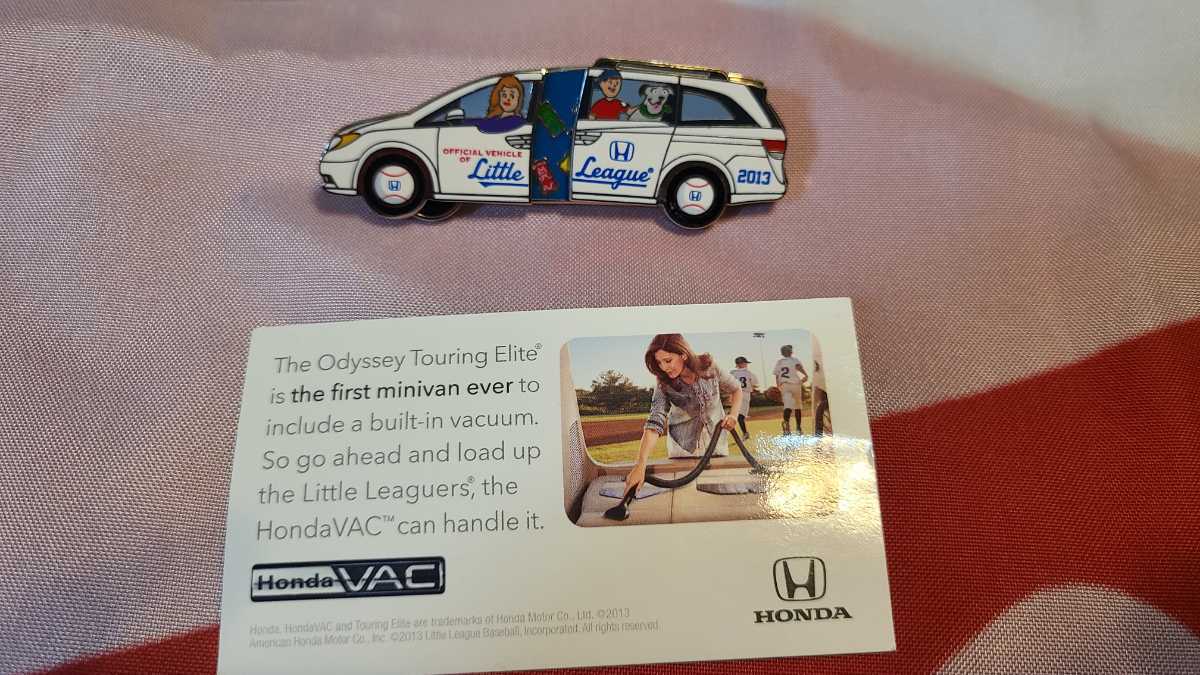 OFFICIAL VEHICLE
OF Little League®
2013
The Odyssey Touring Elite®
is the first minivan ever to
include a built-in vacuum.
So go ahead and load up
the Little Leaguers®, the
HondaVAC™ can handle it.
3
2
Honda VAC
HONDA
Honda, HondaVAC and Touring Elite are trademarks of Honda Motor Co., Ltd. ©2013
American Honda Motor Co., Inc. ©2013 Little League Baseball, Incorporated. All rights reserved.